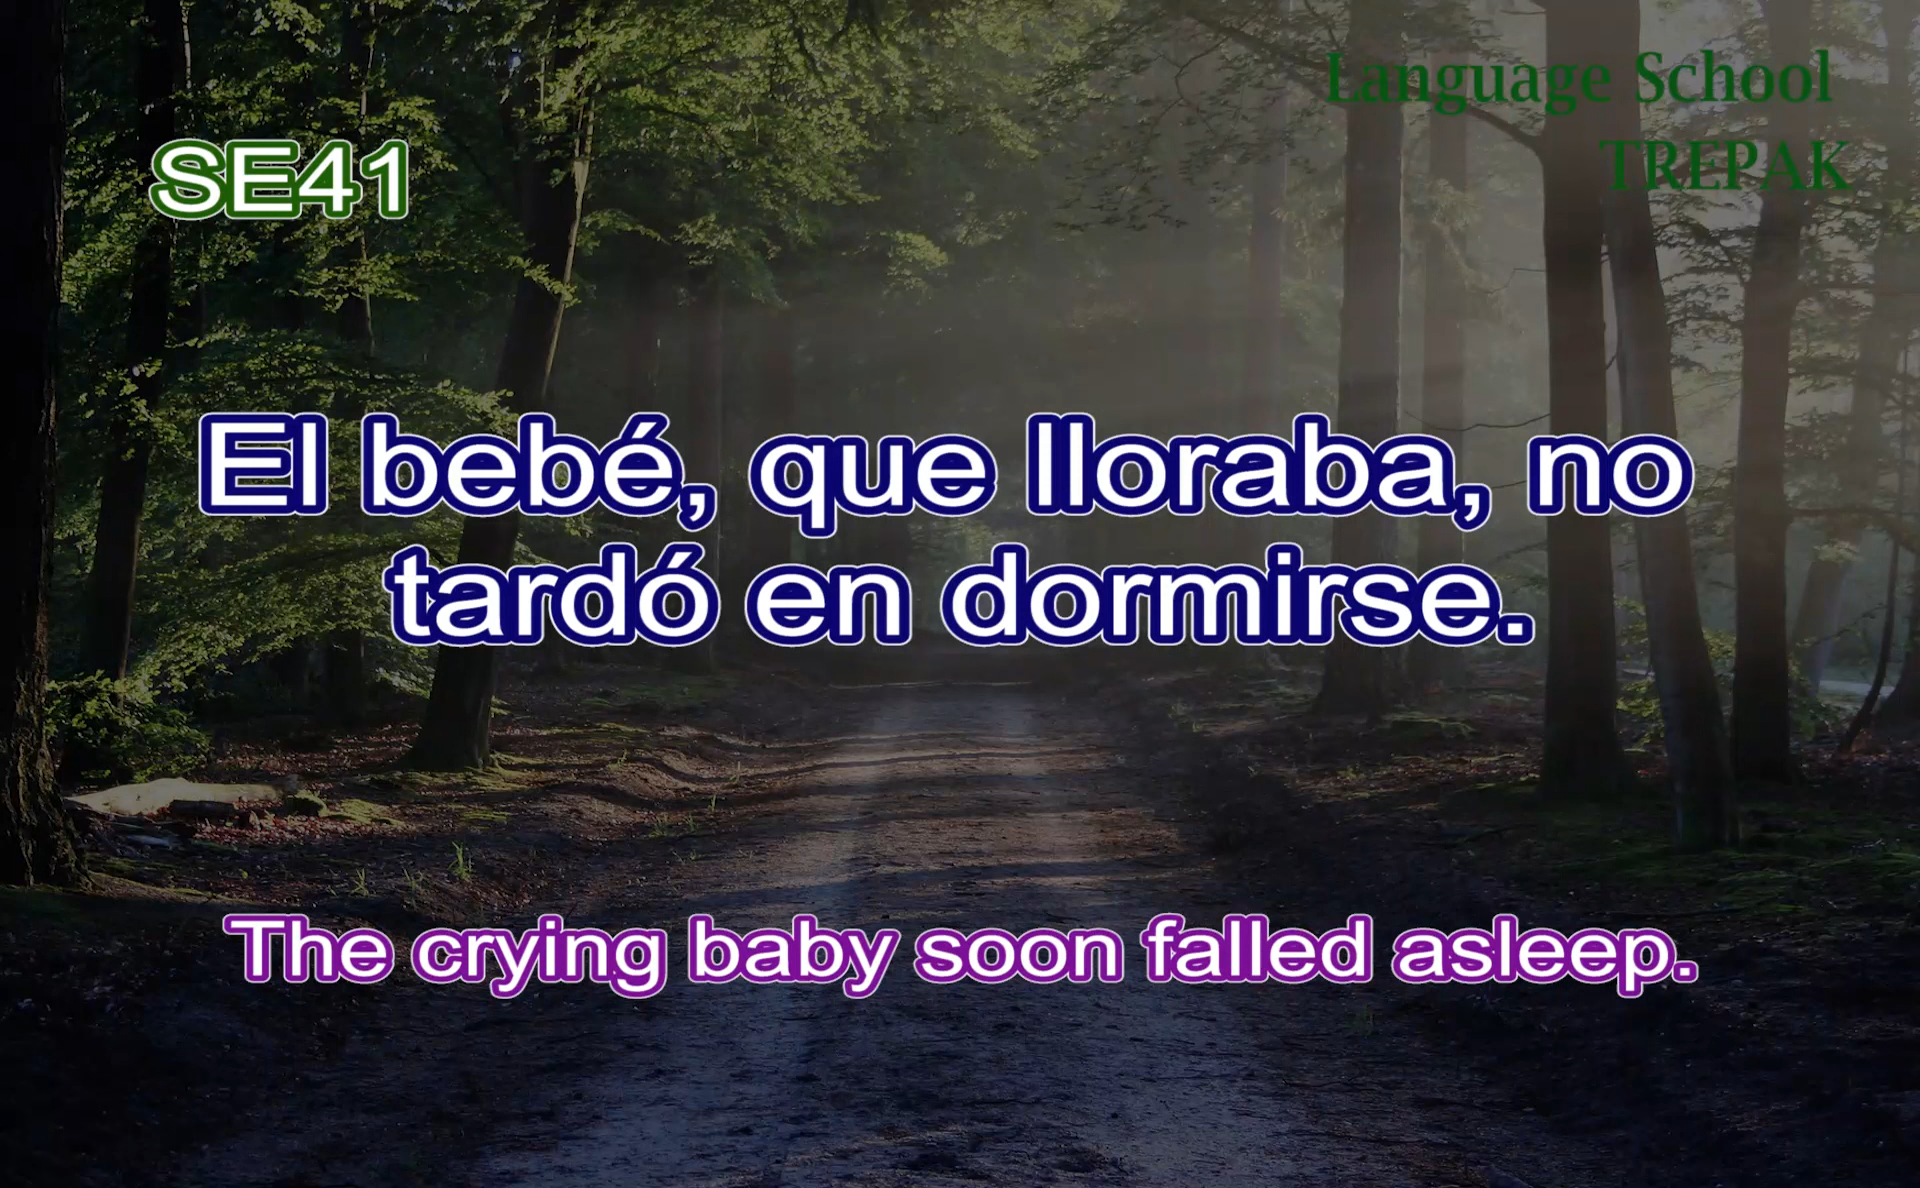 Language School
TREPAK
SE41
El bebé, que lloraba, no
tardó en dormirse.
The crying baby soon falled asleep.